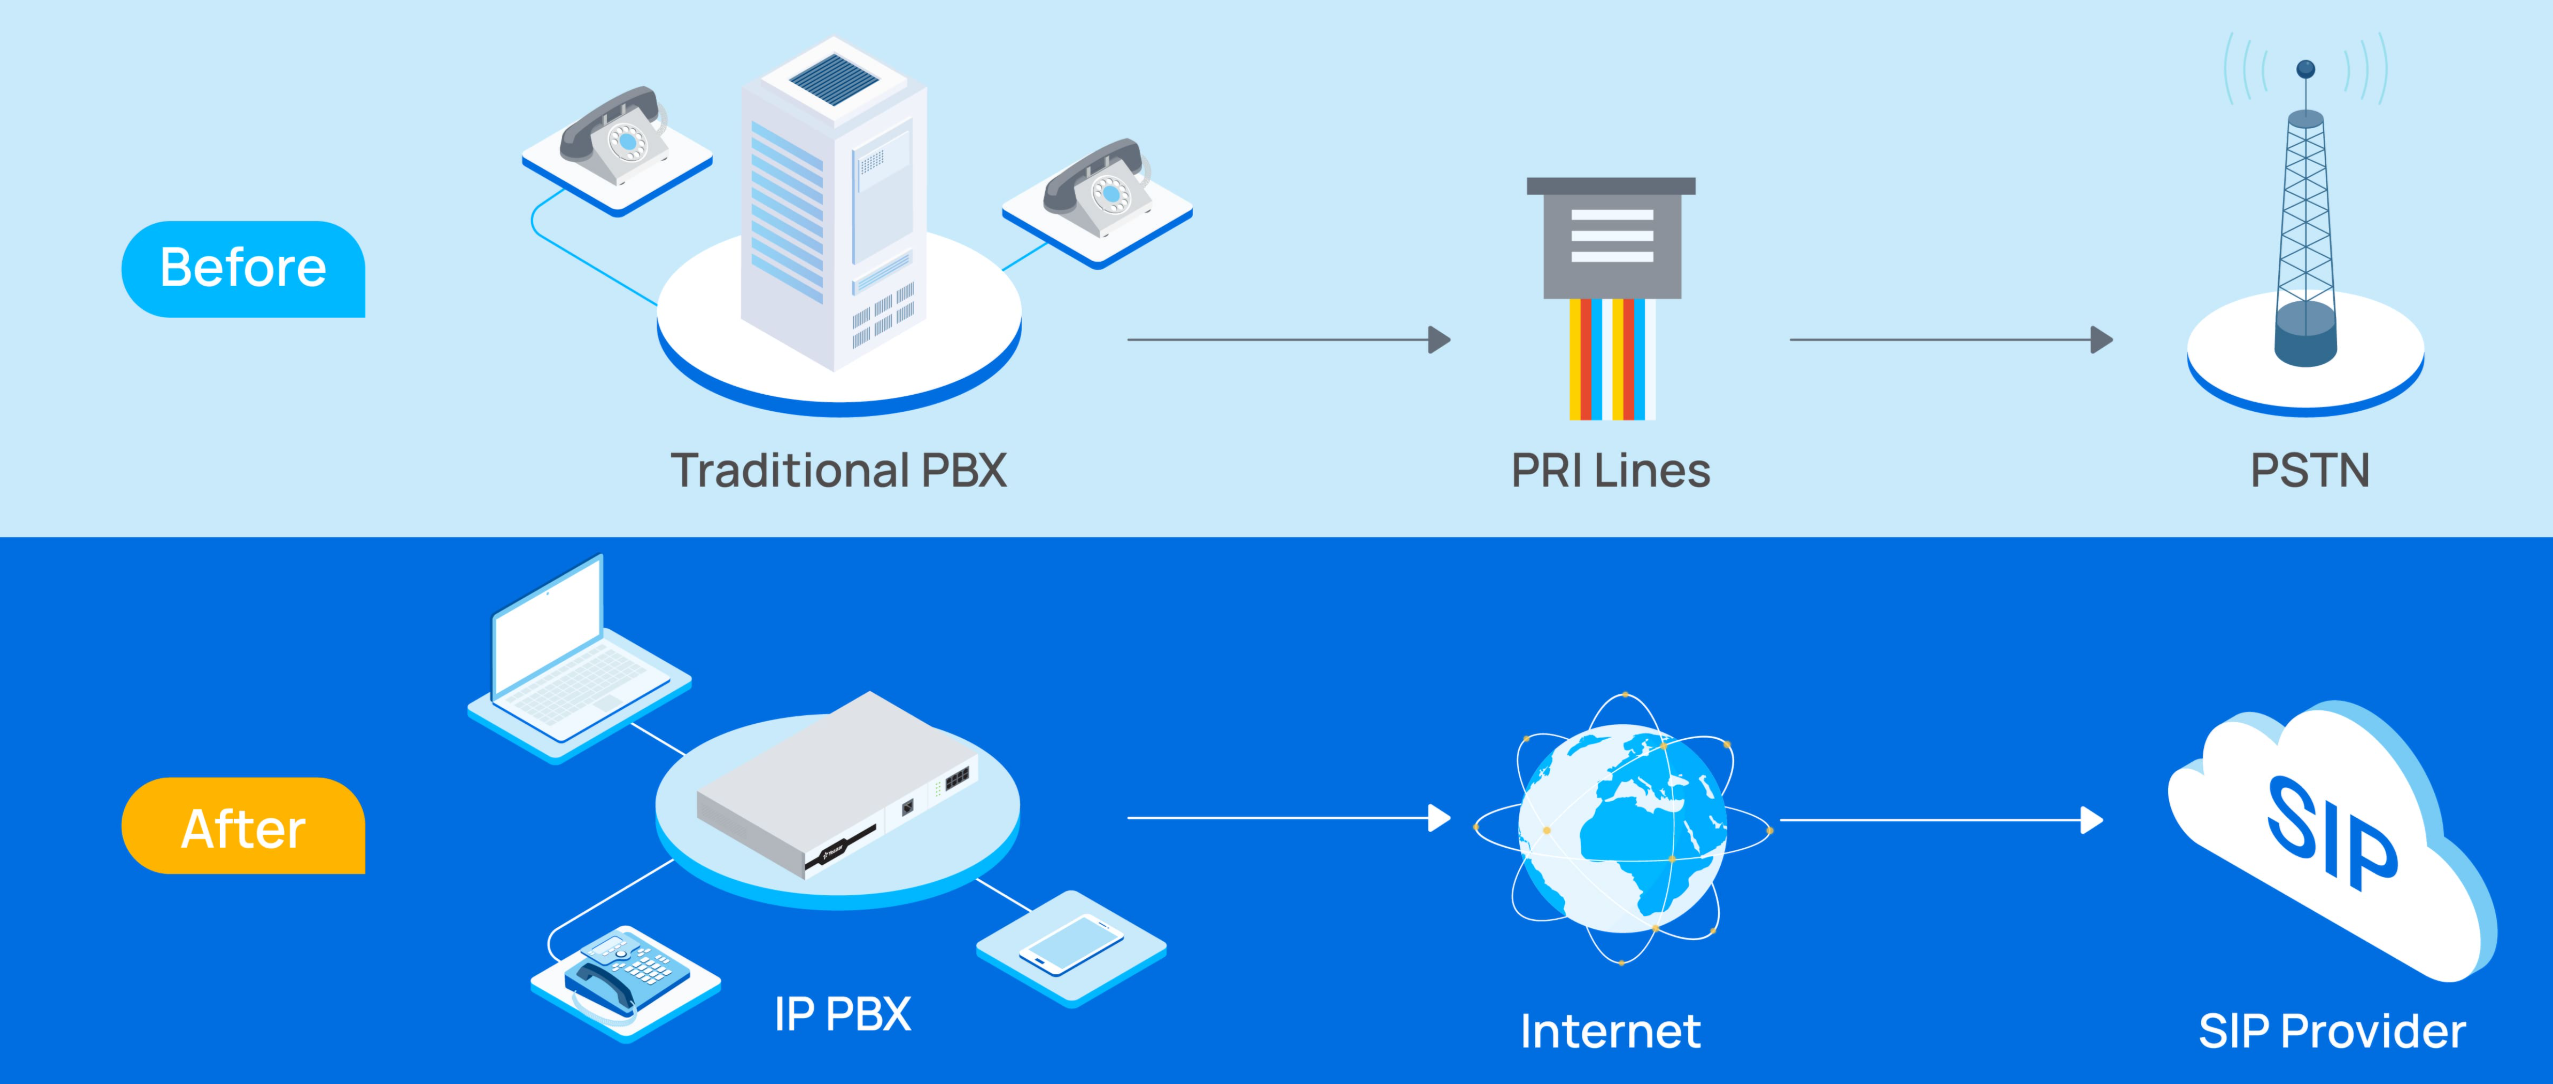 Before
Traditional PBX
PRI Lines
PSTN
After
IP PBX
Internet
SIP
SIP Provider